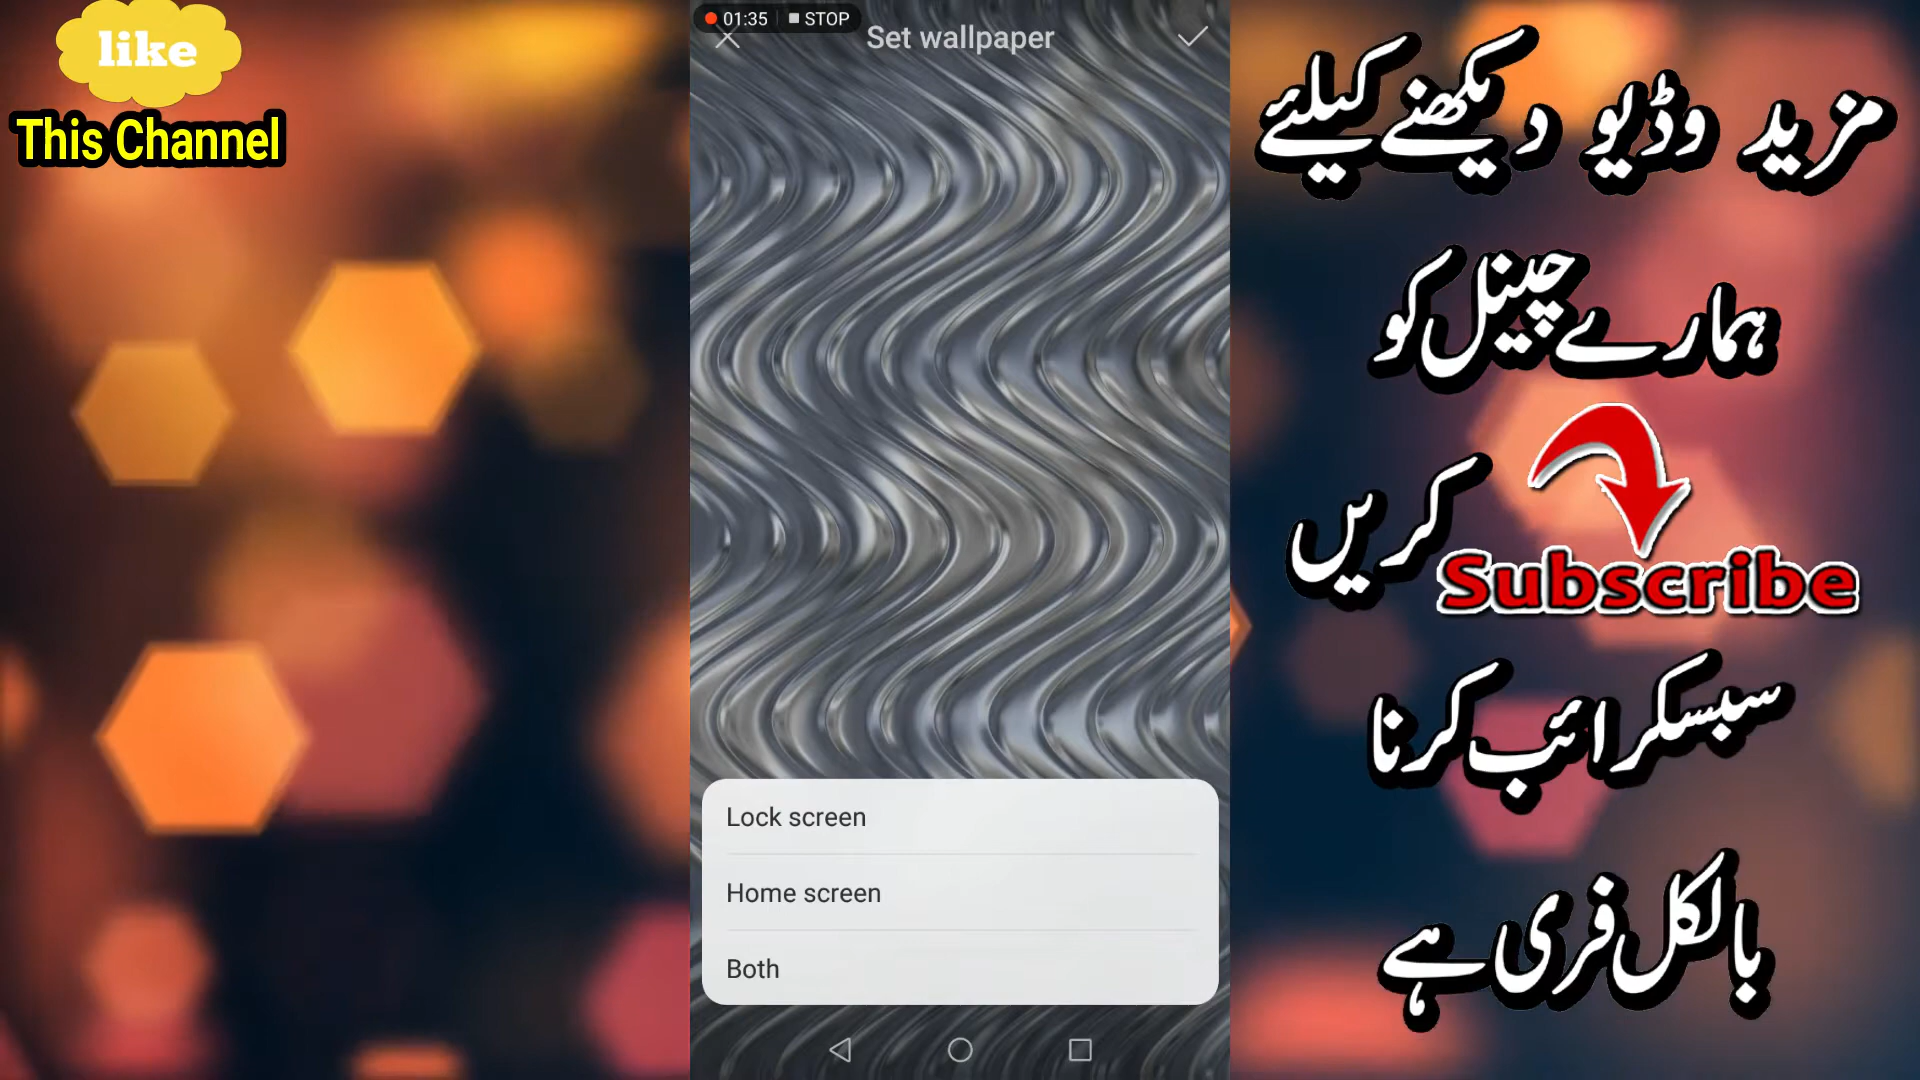 like
This Channel
01:35 STOP
Set wallpaper
Lock screen
Home screen
Both
مزید وڈیو دیکھنے کیلئے
ہمارے چینل کو
کریں
Subscribe
سبسکرائب کرنا
بالکل فری ہے